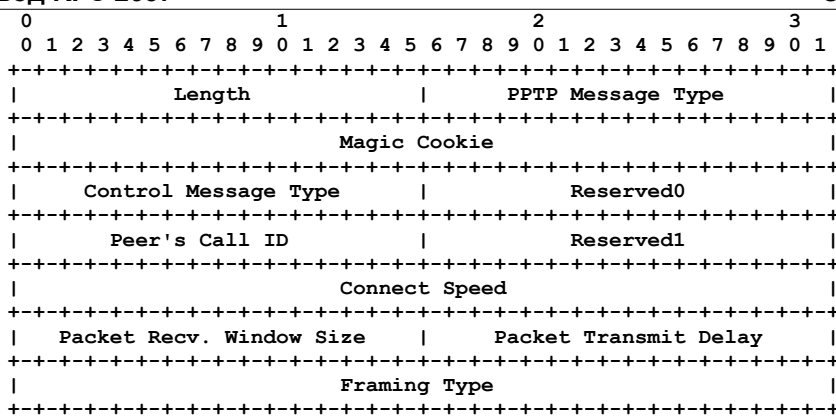 0                   1                   2                   3
0 1 2 3 4 5 6 7 8 9 0 1 2 3 4 5 6 7 8 9 0 1 2 3 4 5 6 7 8 9 0 1
+-+-+-+-+-+-+-+-+-+-+-+-+-+-+-+-+-+-+-+-+-+-+-+-+-+-+-+-+-+-+-+-+
| Length | PPTP Message Type |
+-+-+-+-+-+-+-+-+-+-+-+-+-+-+-+-+-+-+-+-+-+-+-+-+-+-+-+-+-+-+-+-+
| Magic Cookie |
+-+-+-+-+-+-+-+-+-+-+-+-+-+-+-+-+-+-+-+-+-+-+-+-+-+-+-+-+-+-+-+-+
| Control Message Type | Reserved0 |
+-+-+-+-+-+-+-+-+-+-+-+-+-+-+-+-+-+-+-+-+-+-+-+-+-+-+-+-+-+-+-+-+
| Peer's Call ID | Reserved1 |
+-+-+-+-+-+-+-+-+-+-+-+-+-+-+-+-+-+-+-+-+-+-+-+-+-+-+-+-+-+-+-+-+
| Connect Speed |
+-+-+-+-+-+-+-+-+-+-+-+-+-+-+-+-+-+-+-+-+-+-+-+-+-+-+-+-+-+-+-+-+
| Packet Recv. Window Size | Packet Transmit Delay |
+-+-+-+-+-+-+-+-+-+-+-+-+-+-+-+-+-+-+-+-+-+-+-+-+-+-+-+-+-+-+-+-+
| Framing Type |
+-+-+-+-+-+-+-+-+-+-+-+-+-+-+-+-+-+-+-+-+-+-+-+-+-+-+-+-+-+-+-+-+